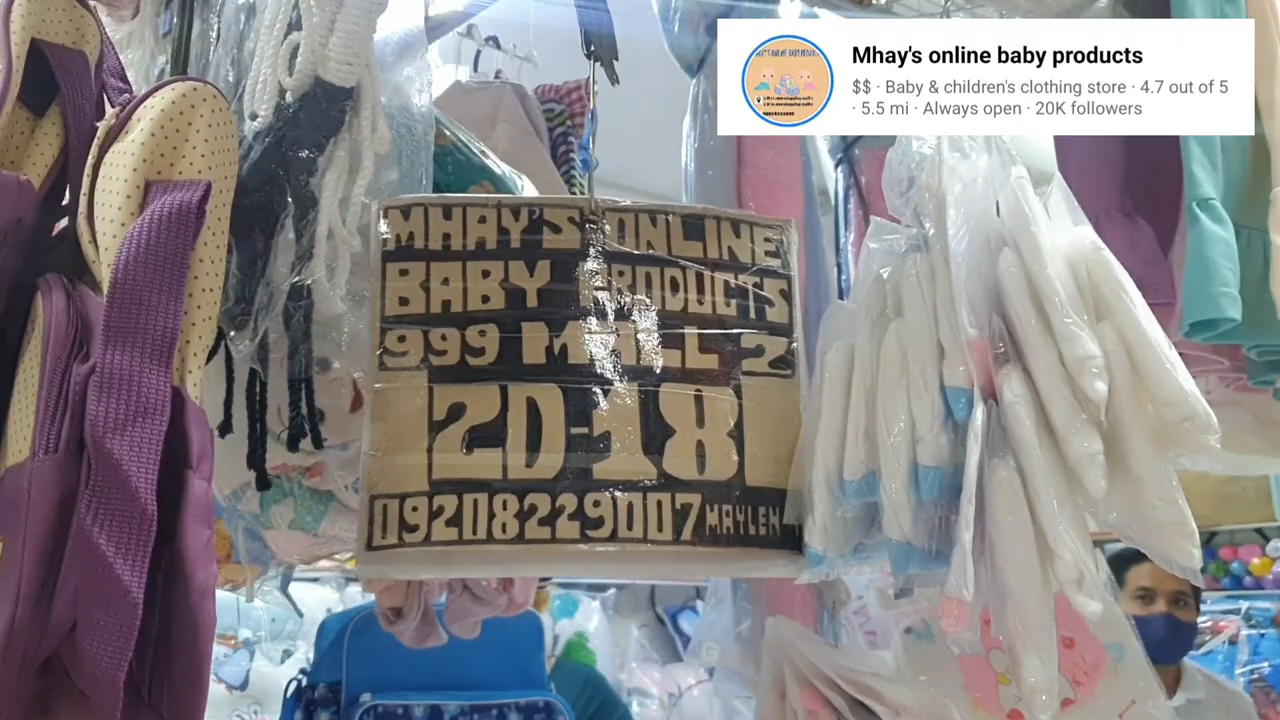 Mhay's online baby products
$$ · Baby & children's clothing store · 4.7 out of 5
· 5.5 mi · Always open · 20K followers
MHAY'S ONLINE
BABY PRODUCTS
999 MALL 2
2D-18
09208229007 MAYLEN